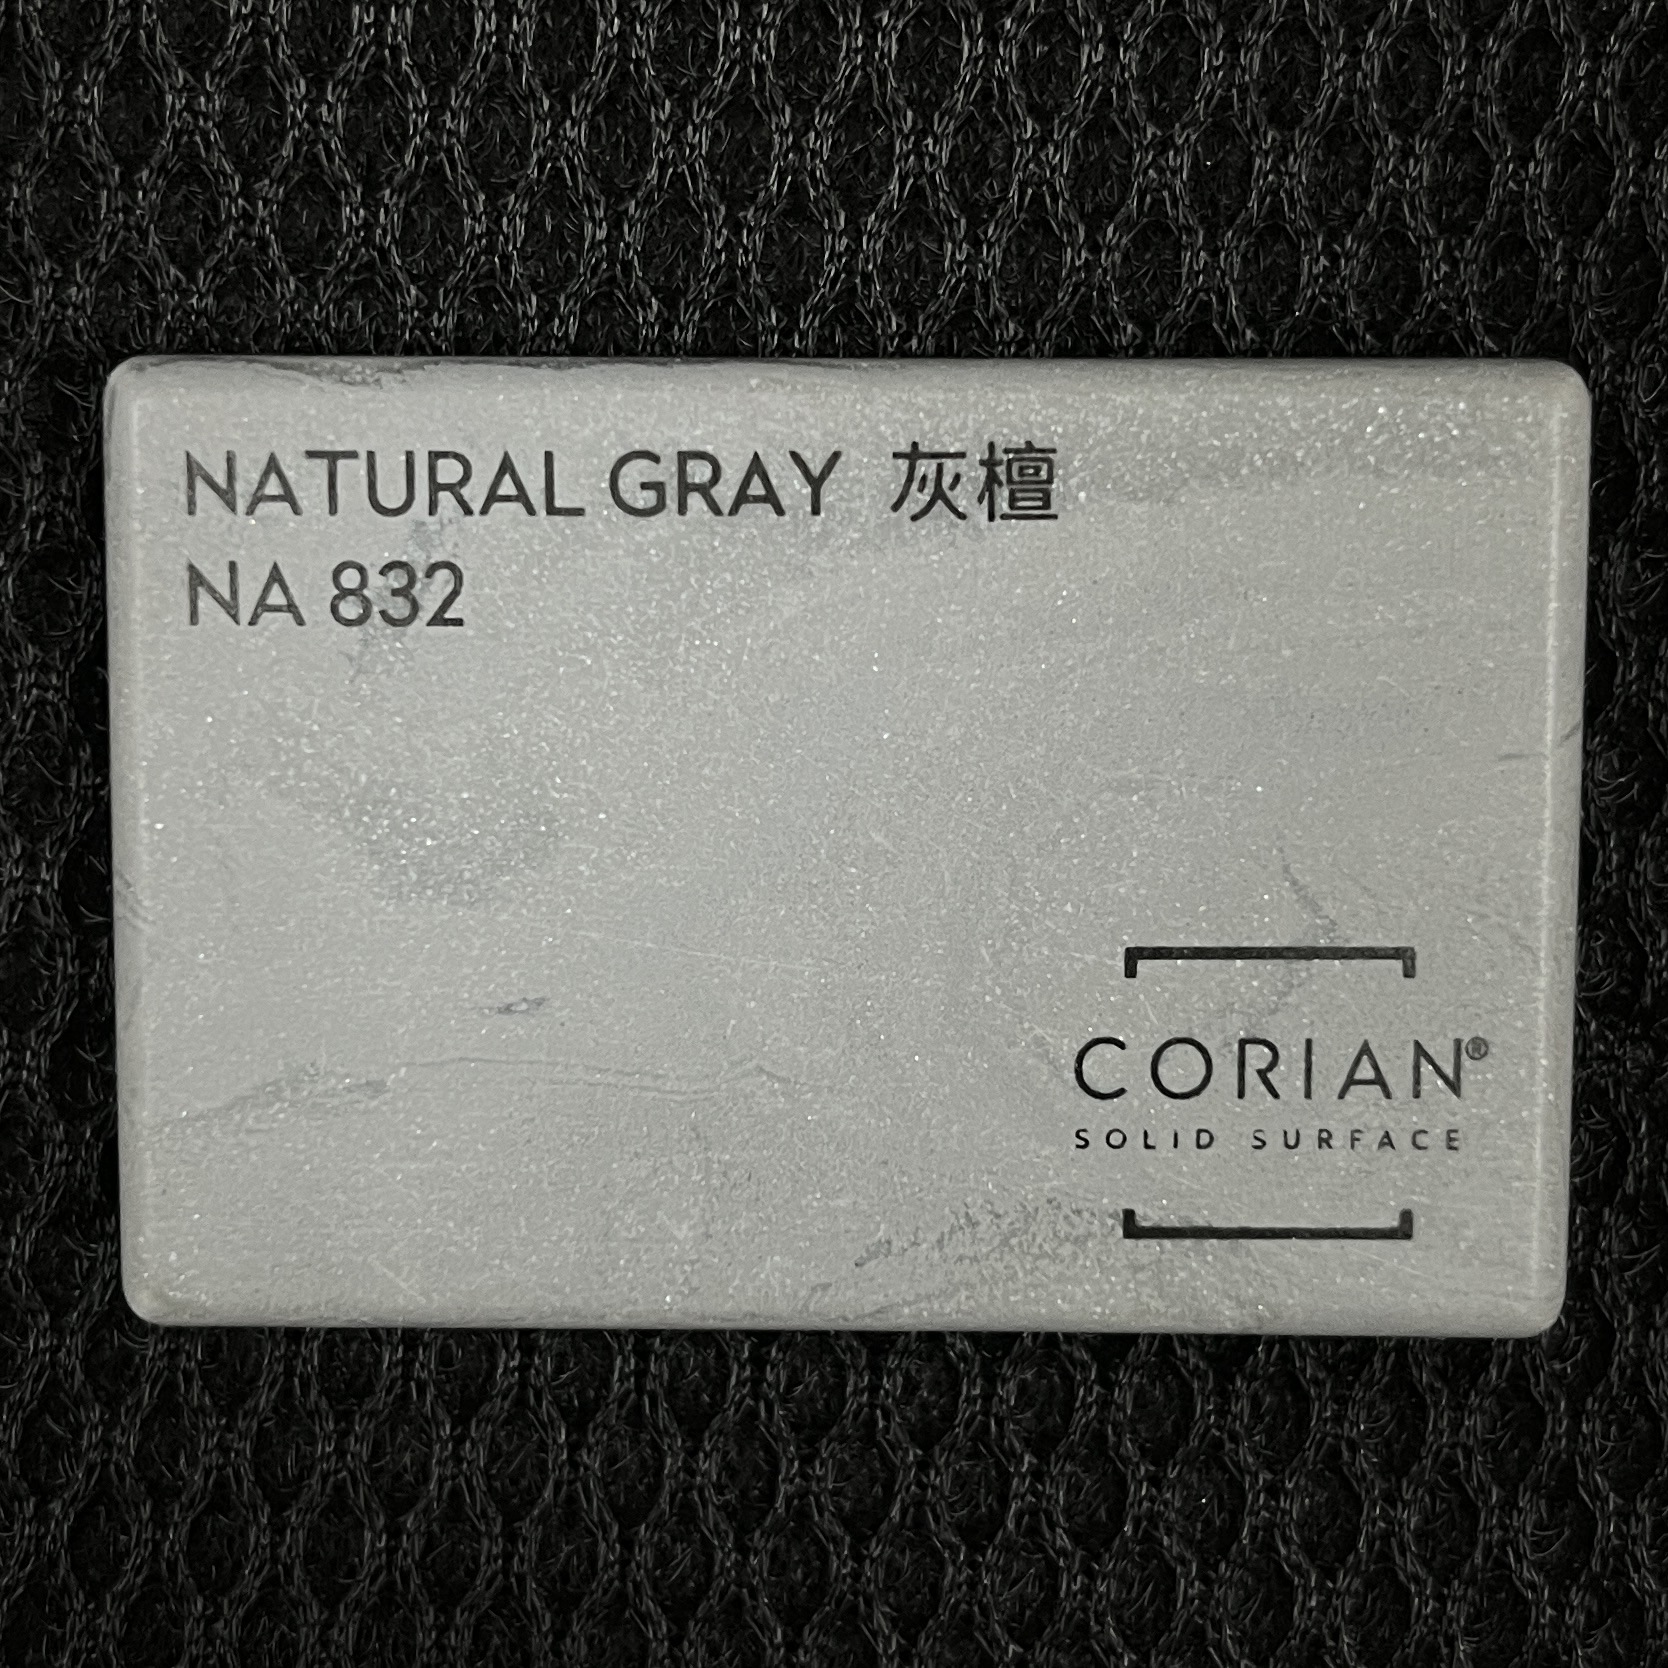 NATURAL GRAY 灰檀
NA 832
CORIAN®
SOLID SURFACE